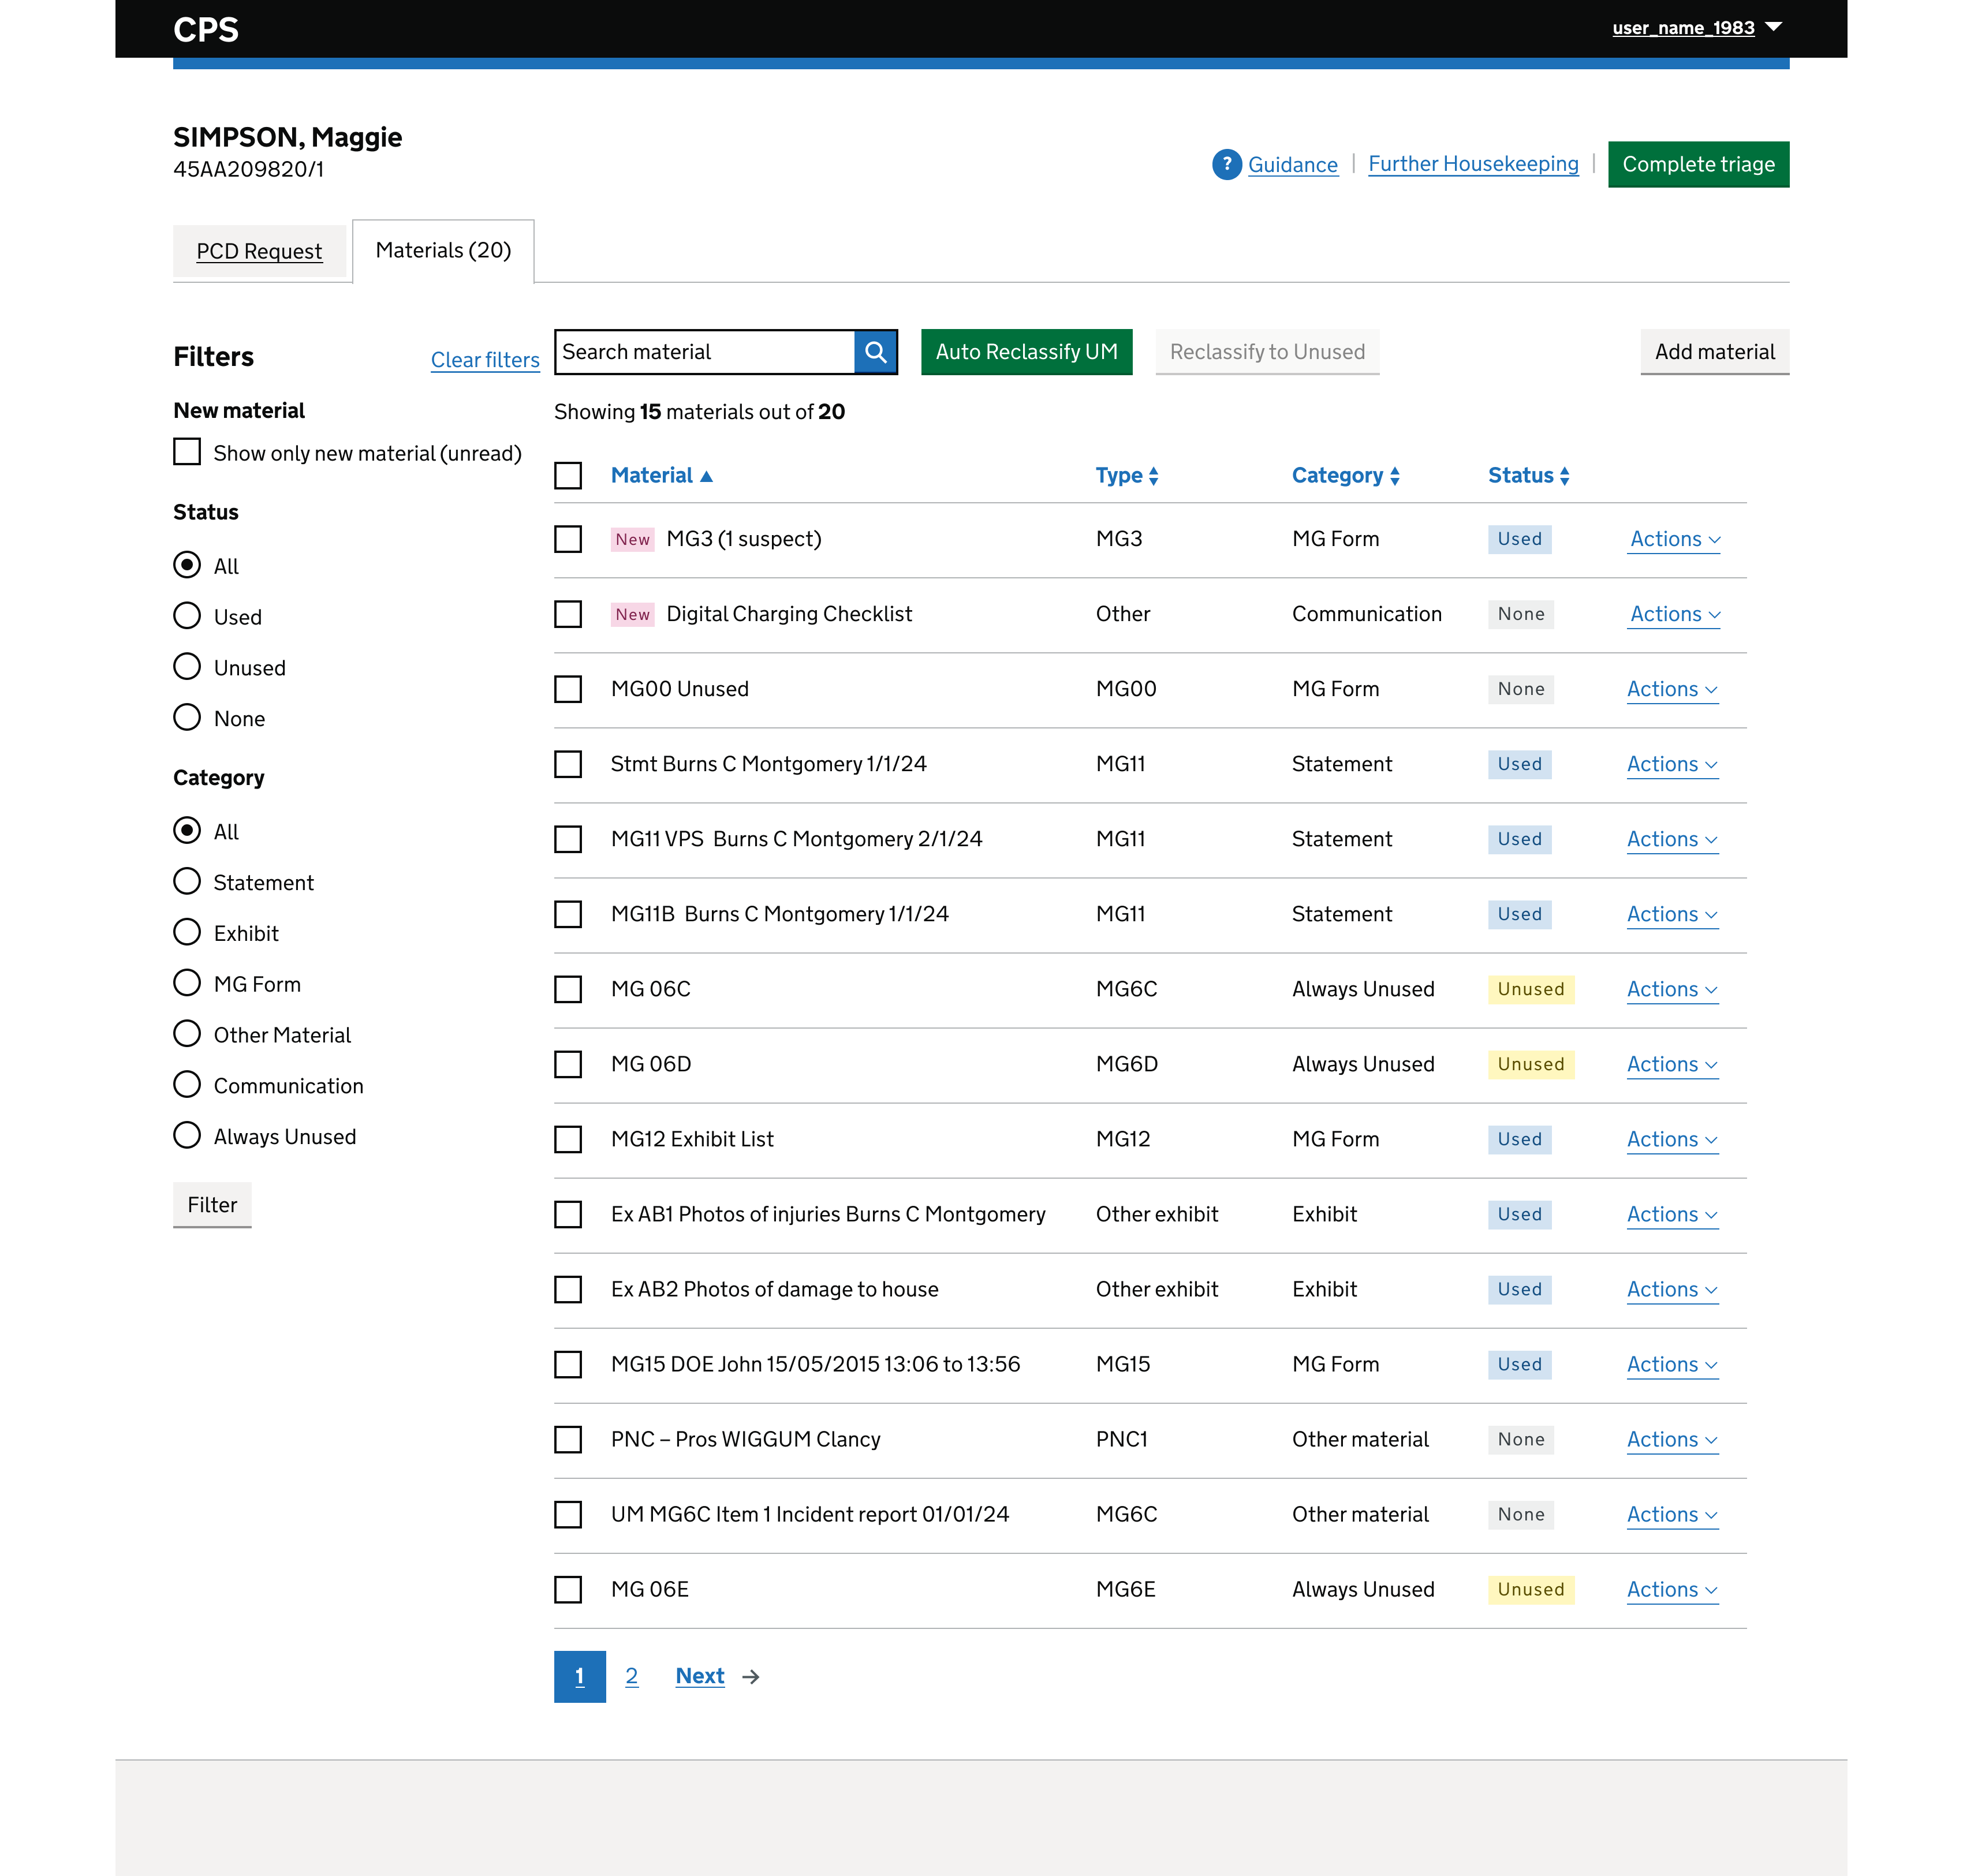 CPS
user_name_1983
SIMPSON, Maggie
45AA209820/1
? Guidance Further Housekeeping Complete triage
PCD Request Materials (20)
Filters Clear filters
New material
Show only new material (unread)
Status
All
Used
Unused
None
Category
All
Statement
Exhibit
MG Form
Other Material
Communication
Always Unused
Filter
Search material Auto Reclassify UM Reclassify to Unused Add material
Showing 15 materials out of 20
Material Type Category Status
New MG3 (1 suspect) MG3 MG Form Used Actions
New Digital Charging Checklist Other Communication None Actions
MG00 Unused MG00 MG Form None Actions
Stmt Burns C Montgomery 1/1/24 MG11 Statement Used Actions
MG11 VPS Burns C Montgomery 2/1/24 MG11 Statement Used Actions
MG11B Burns C Montgomery 1/1/24 MG11 Statement Used Actions
MG 06C MG6C Always Unused Unused Actions
MG 06D MG6D Always Unused Unused Actions
MG12 Exhibit List MG12 MG Form Used Actions
Ex AB1 Photos of injuries Burns C Montgomery Other exhibit Exhibit Used Actions
Ex AB2 Photos of damage to house Other exhibit Exhibit Used Actions
MG15 DOE John 15/05/2015 13:06 to 13:56 MG15 MG Form Used Actions
PNC – Pros WIGGUM Clancy PNC1 Other material None Actions
UM MG6C Item 1 Incident report 01/01/24 MG6C Other material None Actions
MG 06E MG6E Always Unused Unused Actions
1 2 Next →